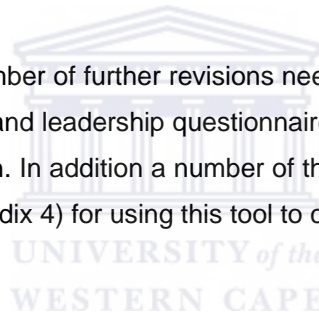 nber of further revisions nee
and leadership questionnair
n. In addition a number of th
dix 4) for using this tool to c
UNIVERSITY of the
WESTERN CAPE